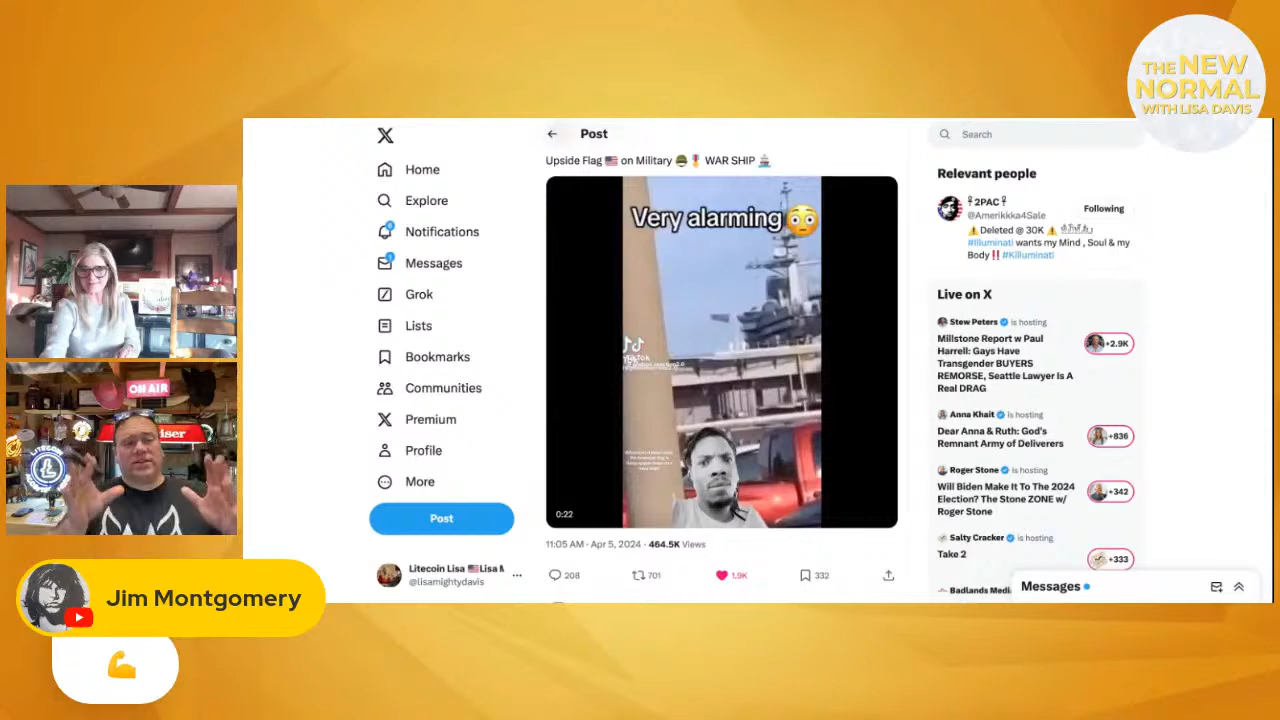 THE NEW
NORMAL
WITH LISA DAVIS
Post
Search
Upside Flag 🇺🇸 on Military 🪖🎖️ WAR SHIP 🚢
Home
Explore
Notifications
Messages
Grok
Lists
Bookmarks
Communities
Premium
Profile
More
Post
Litecoin Lisa 🇺🇸Lisa M
@lisamightydavis
Very alarming😳
TikTok
0:22
11:05 AM · Apr 5, 2024 · 464.5K Views
208
701
1.9K
332
Relevant people
2PAC
@Amerikkka4Sale
Following
⚠️Deleted @ 30K ⚠️
#Illuminati wants my Mind , Soul & my
Body ‼️#Killuminati
Live on X
Stew Peters is hosting
Millstone Report w Paul
Harrell: Gays Have
Transgender BUYERS
REMORSE, Seattle Lawyer Is A
Real DRAG
+2.9K
Anna Khait is hosting
Dear Anna & Ruth: God's
Remnant Army of Deliverers
+836
Roger Stone is hosting
Will Biden Make It To The 2024
Election? The Stone ZONE w/
Roger Stone
+342
Salty Cracker is hosting
Take 2
+333
Badlands Media
Messages
ON AIR
LITECOIN
Jim Montgomery
💪